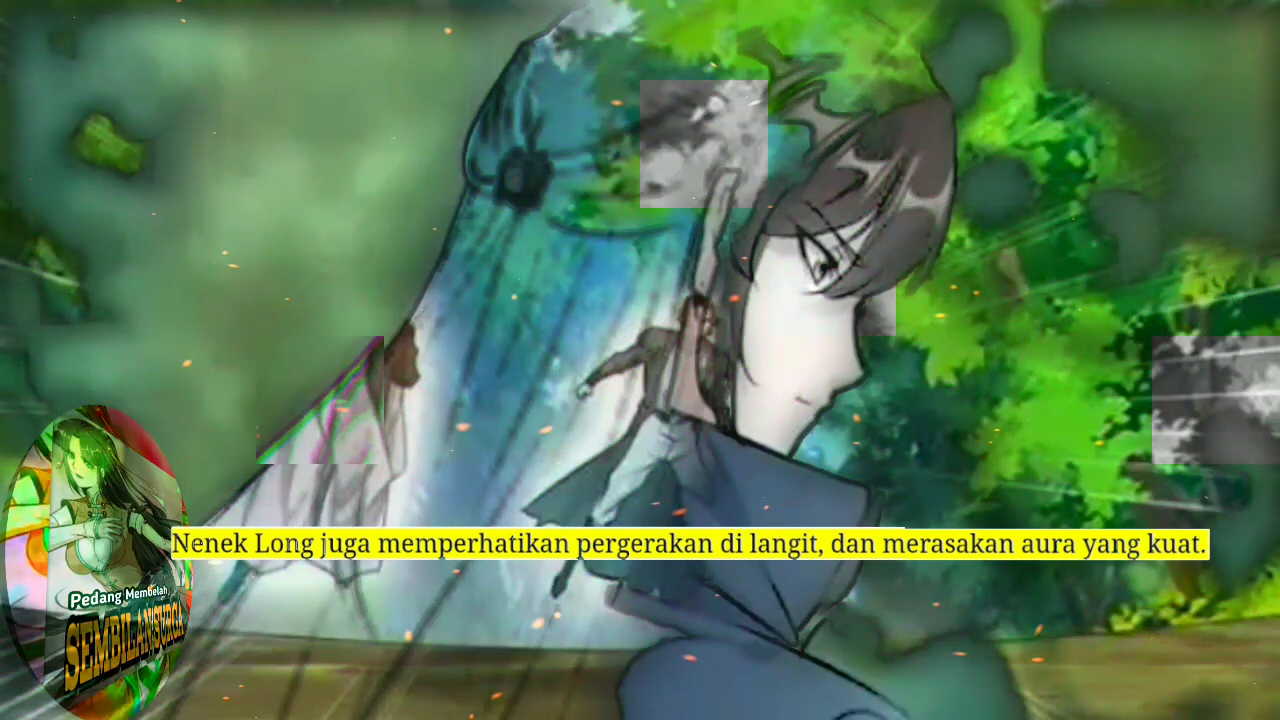 Nenek Long juga memperhatikan pergerakan di langit, dan merasakan aura yang kuat.
Pedang Membelah
SEMBILAN SURGA